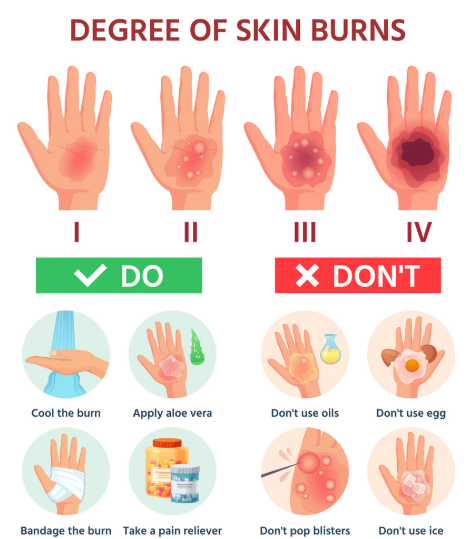 DEGREE OF SKIN BURNS
I
II
III
IV
DO
DON'T
Cool the burn
Apply aloe vera
Don't use oils
Don't use egg
Bandage the burn
Take a pain reliever
Don't pop blisters
Don't use ice